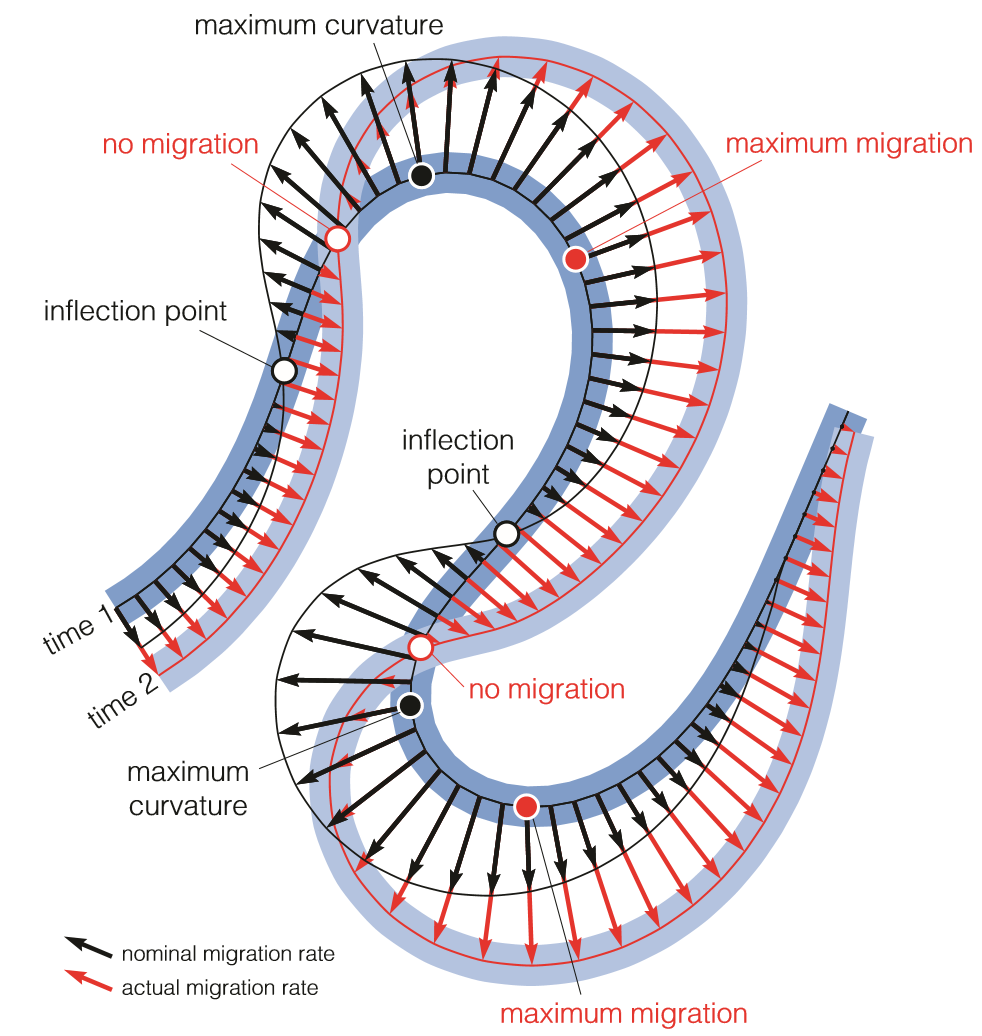 maximum curvature
no migration
maximum migration
inflection point
inflection
point
time 1
time 2
no migration
maximum
curvature
nominal migration rate
actual migration rate
maximum migration